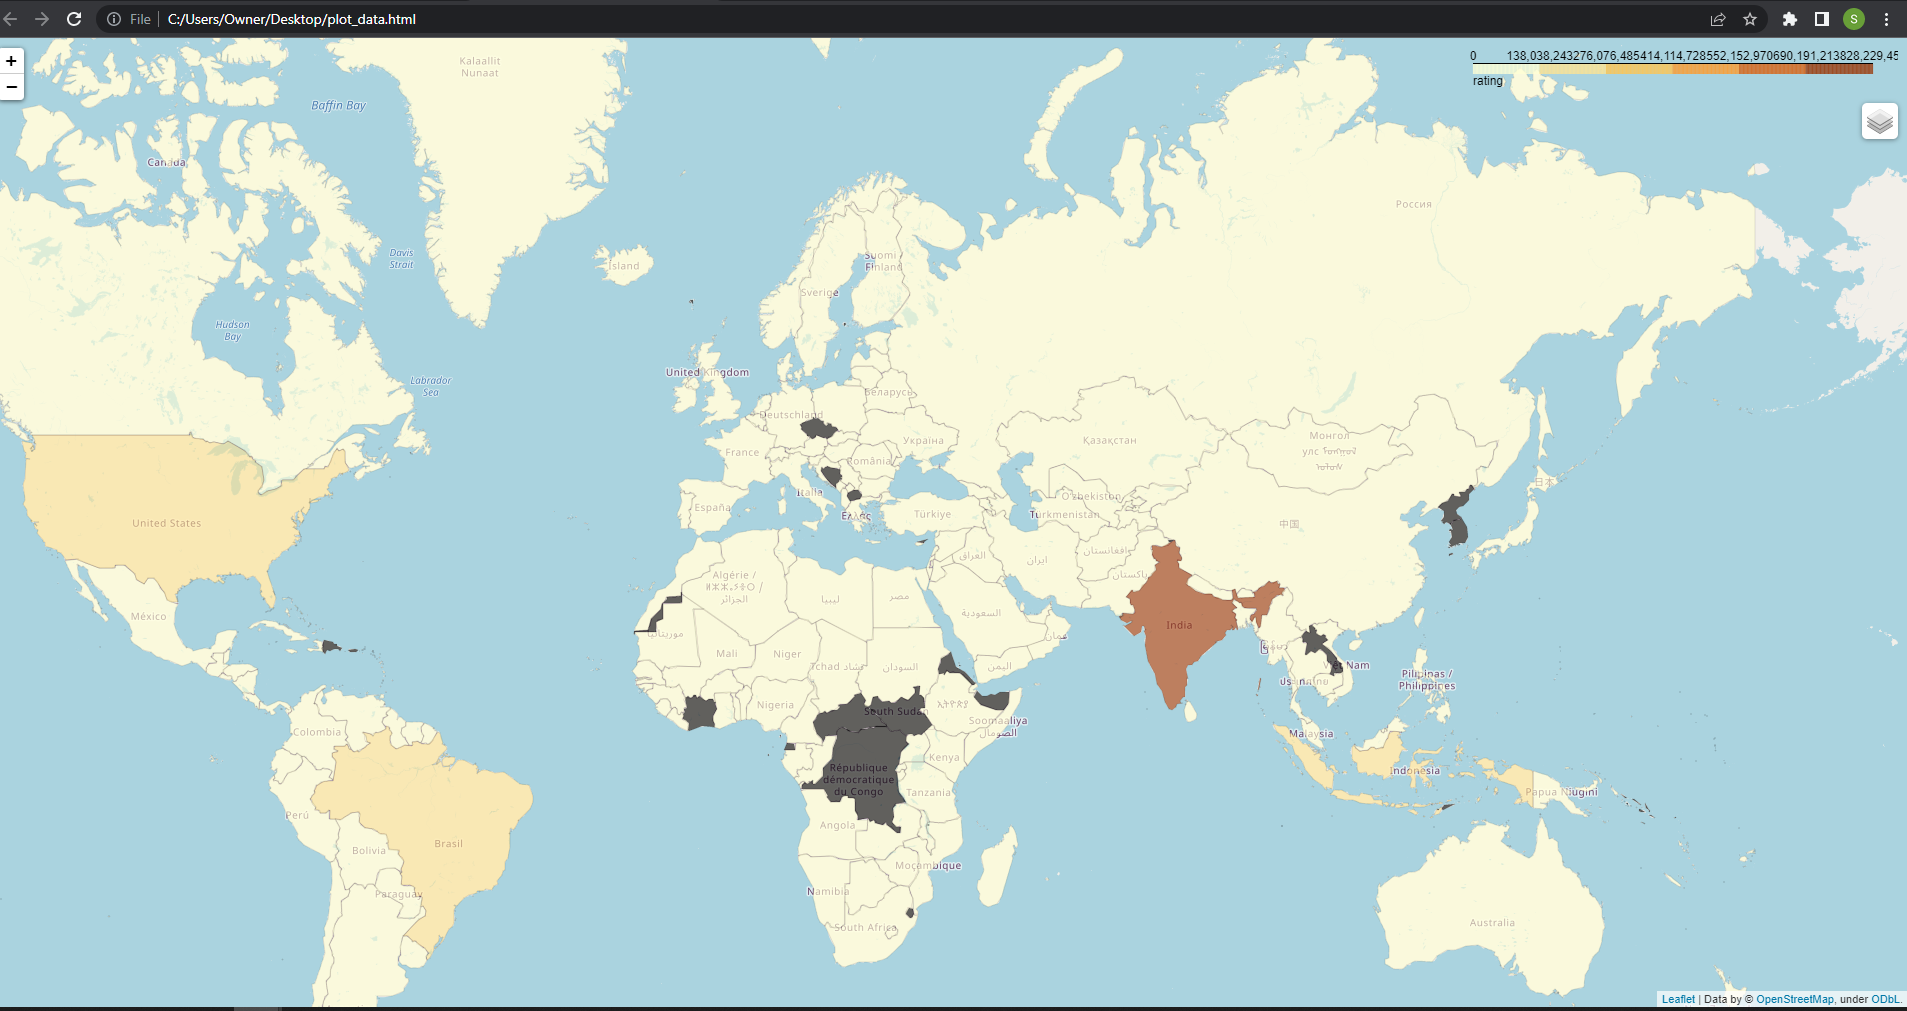 File
C:/Users/Owner/Desktop/plot_data.html
S
+
−
0 138,038,243276,076,485414,114,728552,152,970690,191,213828,229,45
rating
Kalaallit
Nunaat
Baffin Bay
Canada
Россия
Davis
Strait
Ísland
Suomi
Finland
Sverige
Hudson
Bay
Labrador
Sea
United Kingdom
Беларусь
Deutschland
Україна
Қазақстан
Монгол
улс
France
România
Italia
España
Ελλάς
Türkiye
O'zbekiston
Türkmenistan
日本
中国
United States
العراق
ایران
افغانستان
پاکستان
Algérie /
الجزائر
ليبيا
مصر
السعودية
عمان
México
موريتانيا
Mali
Niger
Tchad تشاد
السودان
اليمن
India
Việt Nam
Pilipinas /
Philippines
Nigeria
South Sudan
ኢትዮጵያ
Soomaaliya
الصومال
Colombia
Malaysia
Indonesia
Kenya
République
démocratique
du Congo
Tanzania
Papua Niugini
Perú
Angola
Brasil
Bolivia
Moçambique
Paraguay
Namibia
South Africa
Australia
Leaflet | Data by © OpenStreetMap, under ODbL.